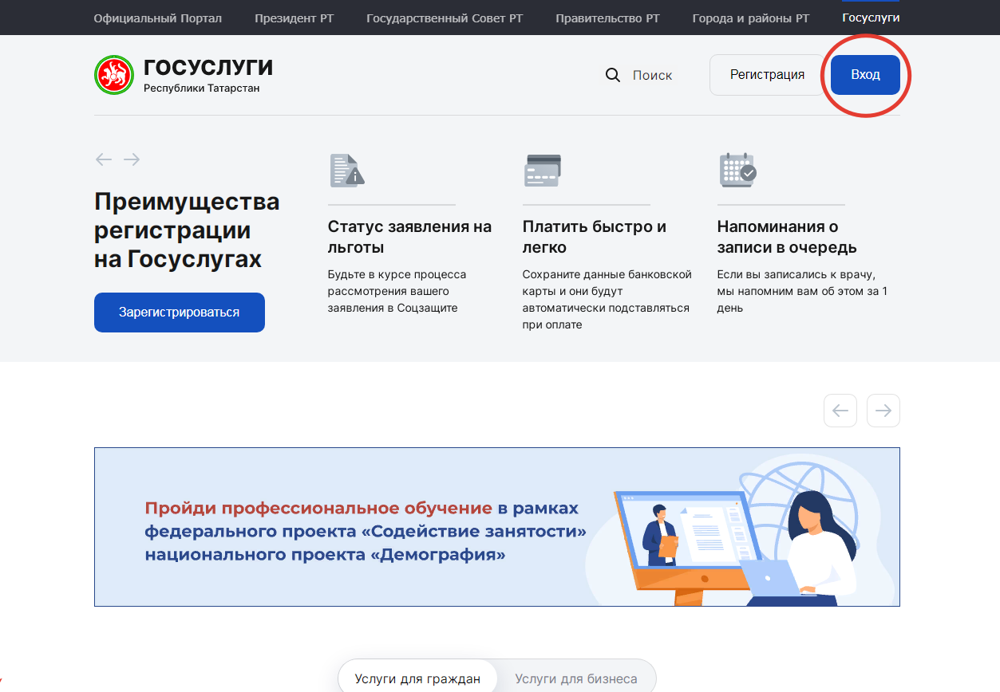 Официальный Портал
Президент РТ
Государственный Совет РТ
Правительство РТ
Города и районы РТ
Госуслуги
ГОСУСЛУГИ
Республики Татарстан
Поиск
Регистрация
Вход
Преимущества
регистрации
на Госуслугах
Зарегистрироваться
Статус заявления на
льготы
Будьте в курсе процесса
рассмотрения вашего
заявления в Соцзащите
Платить быстро и
легко
Сохраните данные банковской
карты и они будут
автоматически подставляться
при оплате
Напоминания о
записи в очередь
Если вы записались к врачу,
мы напомним вам об этом за 1
день
Пройди профессиональное обучение в рамках
федерального проекта «Содействие занятости»
национального проекта «Демография»
Услуги для граждан
Услуги для бизнеса